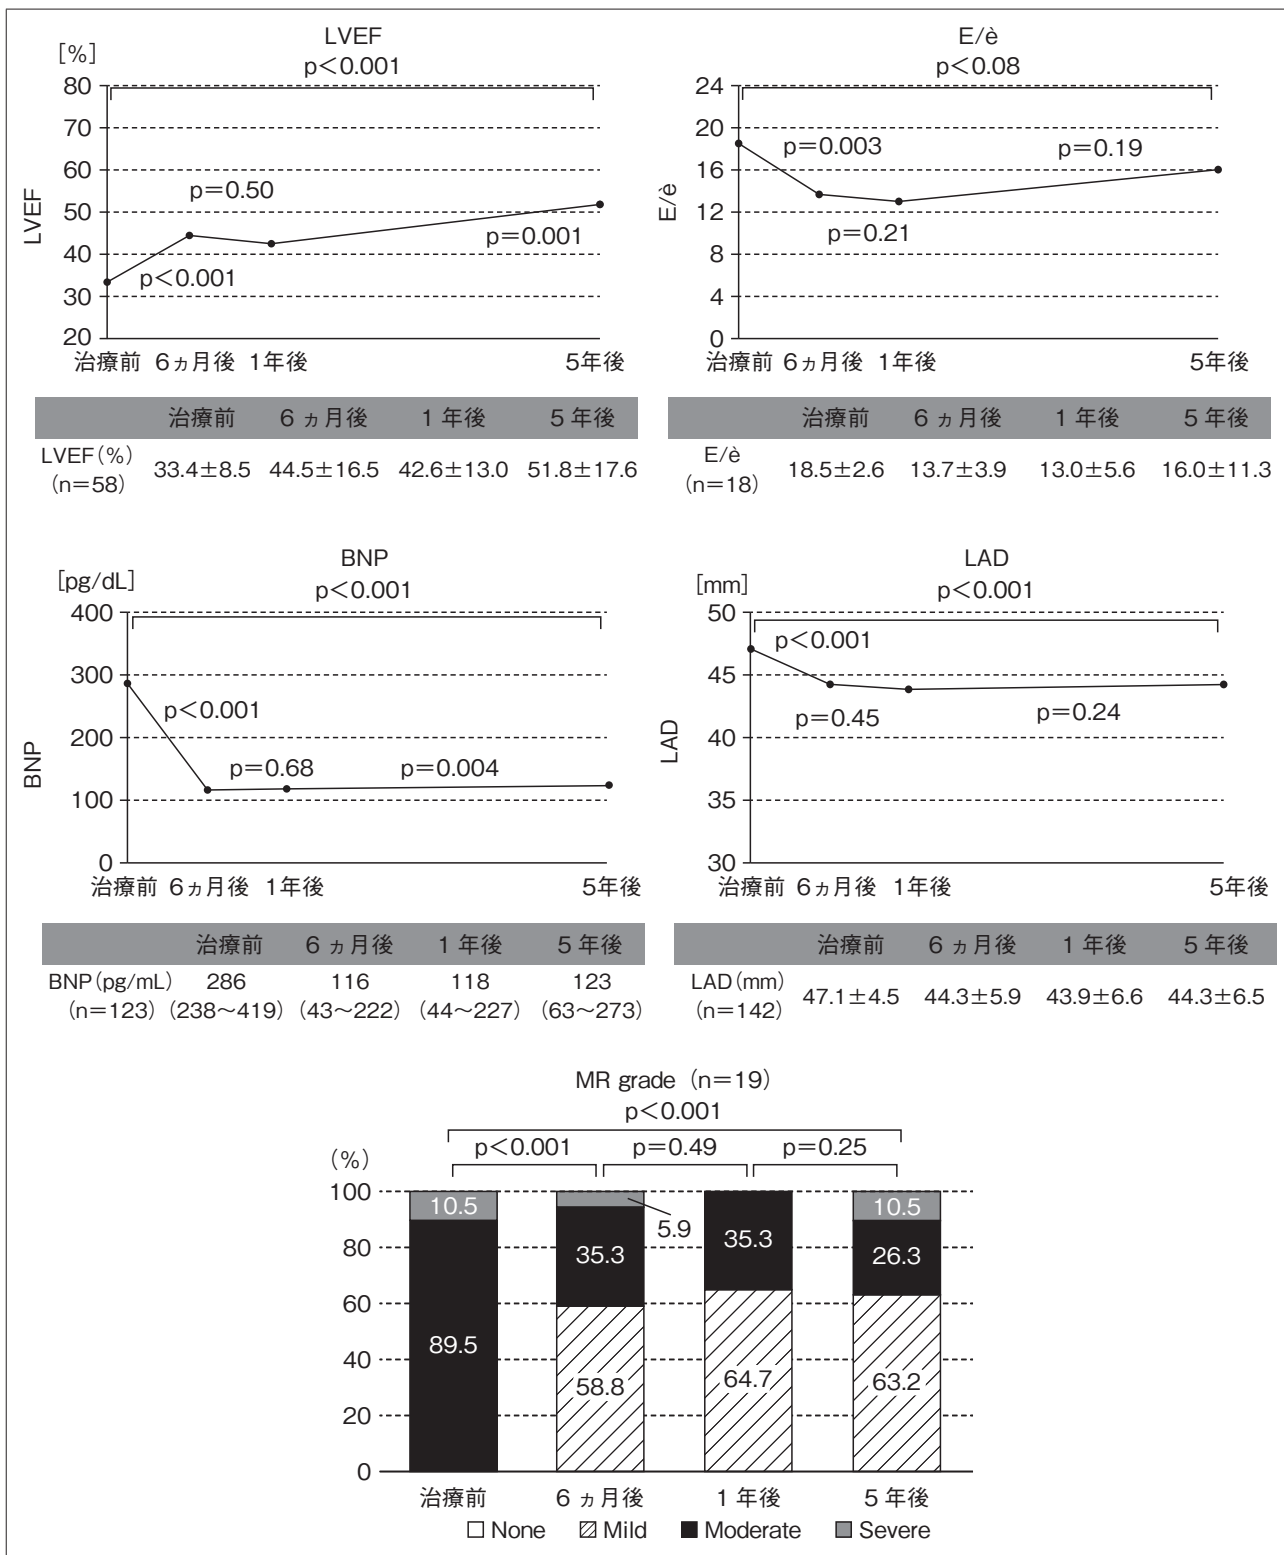 LVEF
[%]
p<0.001
80
70
60
50
40
30
20
LVEF
p=0.50
p=0.001
p<0.001
治療前 6ヵ月後 1年後 5年後
治療前 6ヵ月後 1年後 5年後
LVEF(%)
(n=58)
33.4±8.5 44.5±16.5 42.6±13.0 51.8±17.6
E/è
p<0.08
24
20
16
12
8
4
0
E/è
p=0.003
p=0.19
p=0.21
治療前 6ヵ月後 1年後 5年後
治療前 6ヵ月後 1年後 5年後
E/è
(n=18)
18.5±2.6 13.7±3.9 13.0±5.6 16.0±11.3
BNP
[pg/dL]
p<0.001
400
300
200
100
0
BNP
p<0.001
p=0.68
p=0.004
治療前 6ヵ月後 1年後 5年後
治療前 6ヵ月後 1年後 5年後
BNP(pg/mL) 286 116 118 123
(n=123) (238〜419) (43〜222) (44〜227) (63〜273)
LAD
[mm]
p<0.001
50
45
40
35
30
LAD
p<0.001
p=0.45
p=0.24
治療前 6ヵ月後 1年後 5年後
治療前 6ヵ月後 1年後 5年後
LAD(mm)
(n=142)
47.1±4.5 44.3±5.9 43.9±6.6 44.3±6.5
MR grade (n=19)
p<0.001
p<0.001 p=0.49 p=0.25
(%)
100
80
60
40
20
0
10.5
89.5
5.9
35.3
58.8
35.3
64.7
10.5
26.3
63.2
治療前 6ヵ月後 1年後 5年後
None Mild Moderate Severe